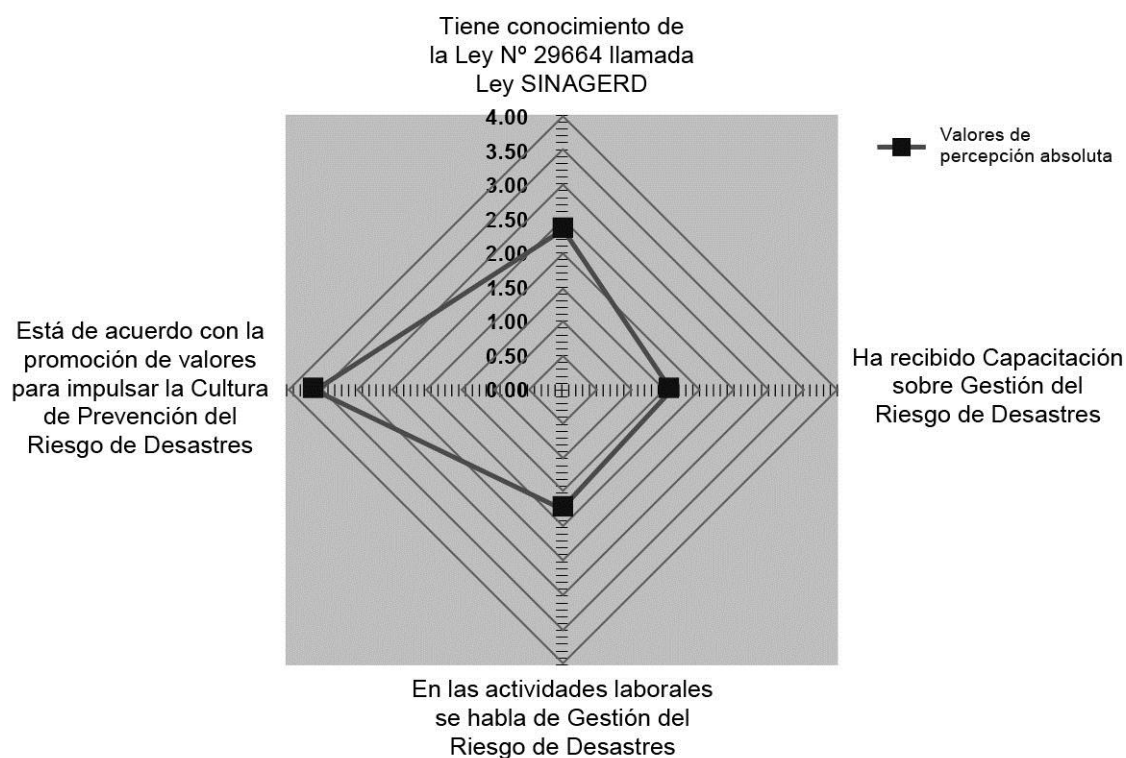 Tiene conocimiento de
la Ley Nº 29664 llamada
Ley SINAGERD
4.00
3.50
3.00
2.50
2.00
1.50
1.00
0.50
0.00
Valores de
percepción absoluta
Está de acuerdo con la
promoción de valores
para impulsar la Cultura
de Prevención del
Riesgo de Desastres
Ha recibido Capacitación
sobre Gestión del
Riesgo de Desastres
En las actividades laborales
se habla de Gestión del
Riesgo de Desastres